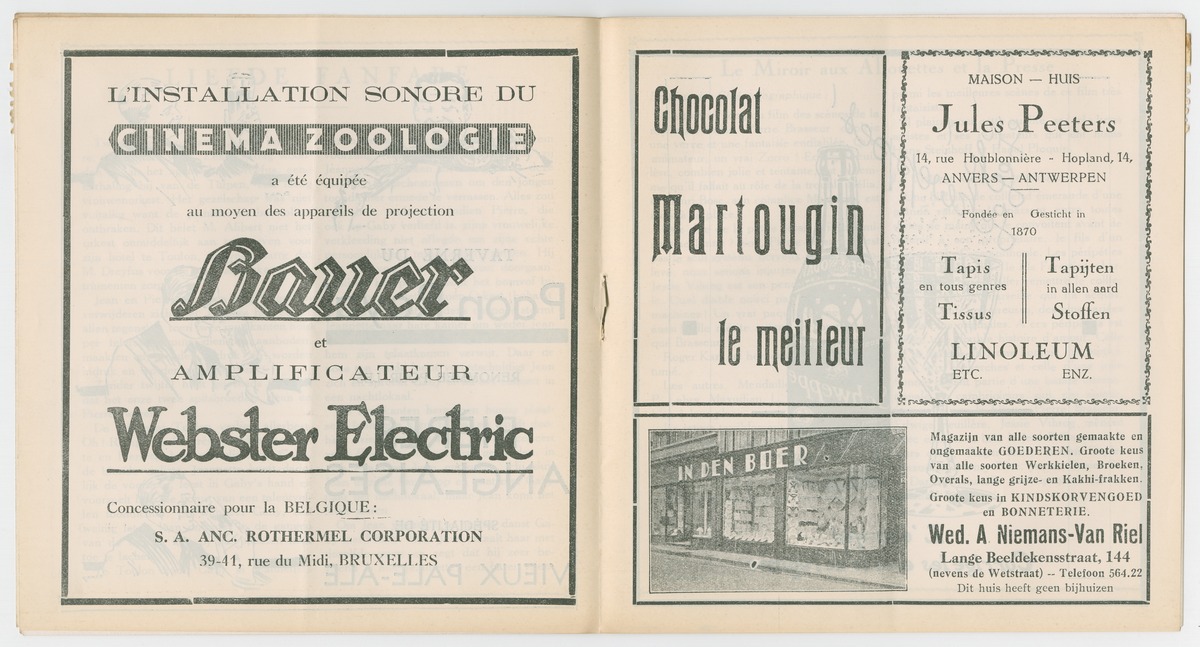 L'INSTALLATION SONORE DU
CINEMA ZOOLOGIE
a été équipée
au moyen des appareils de projection
Bauer
et
AMPLIFICATEUR
Webster Electric
Concessionnaire pour la BELGIQUE:
S. A. ANC. ROTHERMEL CORPORATION
39-41, rue du Midi, BRUXELLES
Chocolat
Martougin
le meilleur
MAISON — HUIS
Jules Peeters
14, rue Houblonnière - Hopland, 14,
ANVERS — ANTWERPEN
Fondée en Gesticht in
1870
Tapis
en tous genres
Tissus
Tapijten
in allen aard
Stoffen
LINOLEUM
ETC. ENZ.
IN DEN BOER
Magazijn van alle soorten gemaakte en
ongemaakte GOEDEREN. Groote keus
van alle soorten Werkkielen, Broeken,
Overals, lange grijze- en Kakhi-frakken.
Groote keus in KINDSKORVENGOED
en BONNETERIE.
Wed. A Niemans-Van Riel
Lange Beeldekensstraat, 144
(nevens de Wetstraat) -- Telefoon 564.22
Dit huis heeft geen bijhuizen